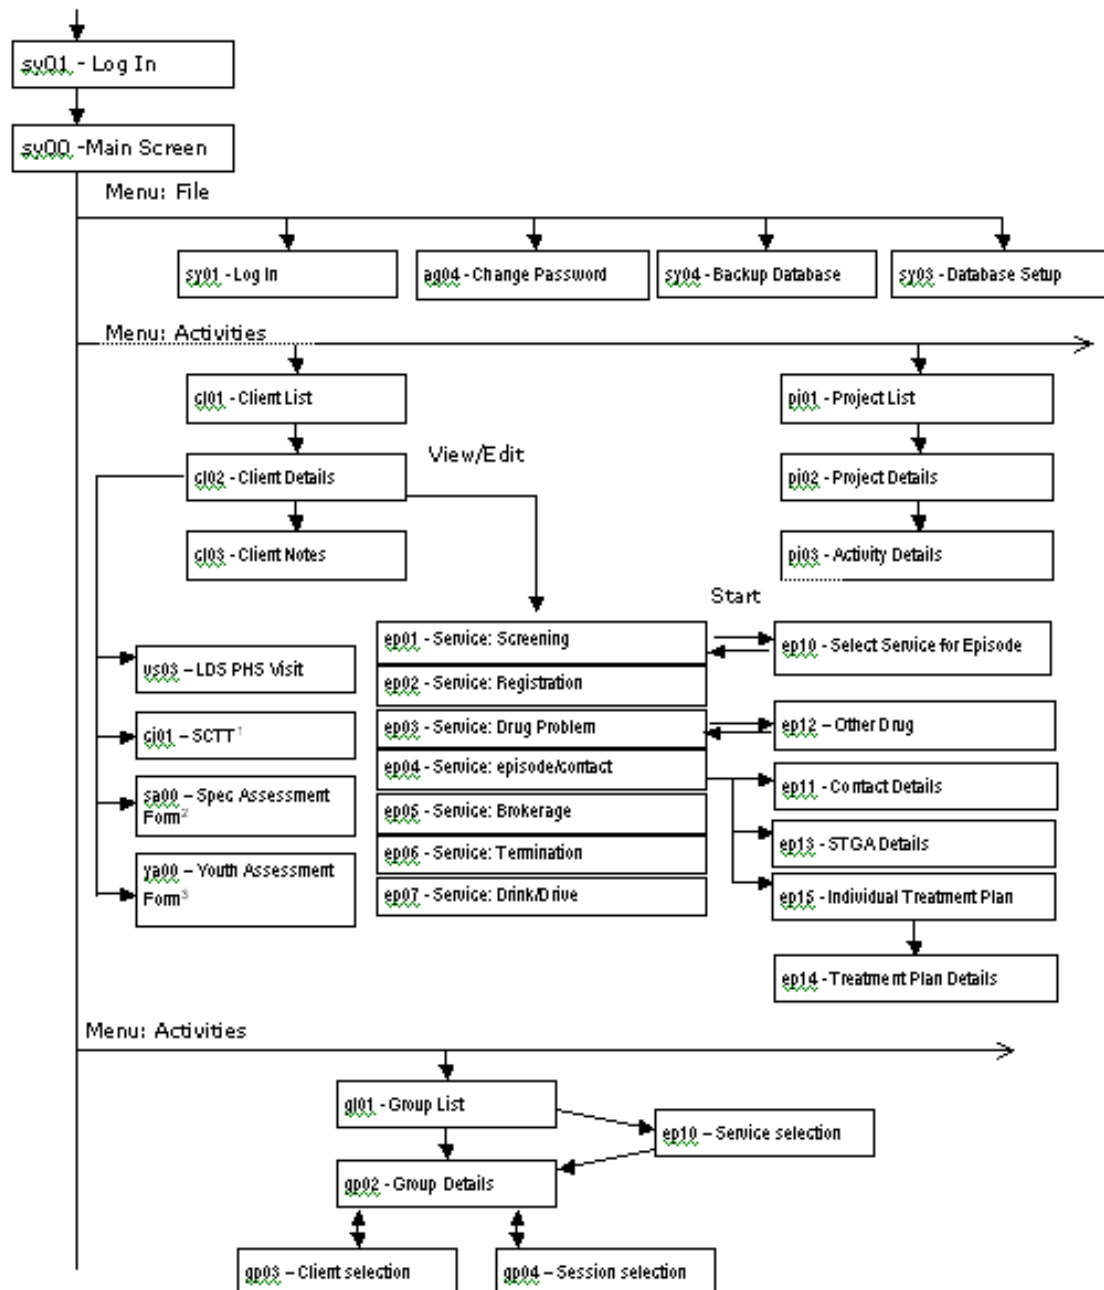 sy01 - Log In
sy00 -Main Screen
Menu: File
sy01 - Log In
ag04 - Change Password
sy04 - Backup Database
sy03 - Database Setup
Menu: Activities
cl01 - Client List
pj01 - Project List
cl02 - Client Details
View/Edit
pj02 - Project Details
cl03 - Client Notes
pj03 - Activity Details
Start
ep01 - Service: Screening
ep10 - Select Service for Episode
us03 – LDS PHS Visit
ep02 - Service: Registration
ep03 - Service: Drug Problem
ep12 – Other Drug
cj01 – SCTT¹
ep04 - Service: episode/contact
ep11 - Contact Details
sa00 – Spec Assessment
Form²
ep05 - Service: Brokerage
ep13 - STGA Details
ep06 - Service: Termination
ya00 – Youth Assessment
Form³
ep07 - Service: Drink/Drive
ep15 - Individual Treatment Plan
ep14 - Treatment Plan Details
Menu: Activities
gl01 - Group List
ep10 – Service selection
gp02 - Group Details
gp03 – Client selection
gp04 – Session selection